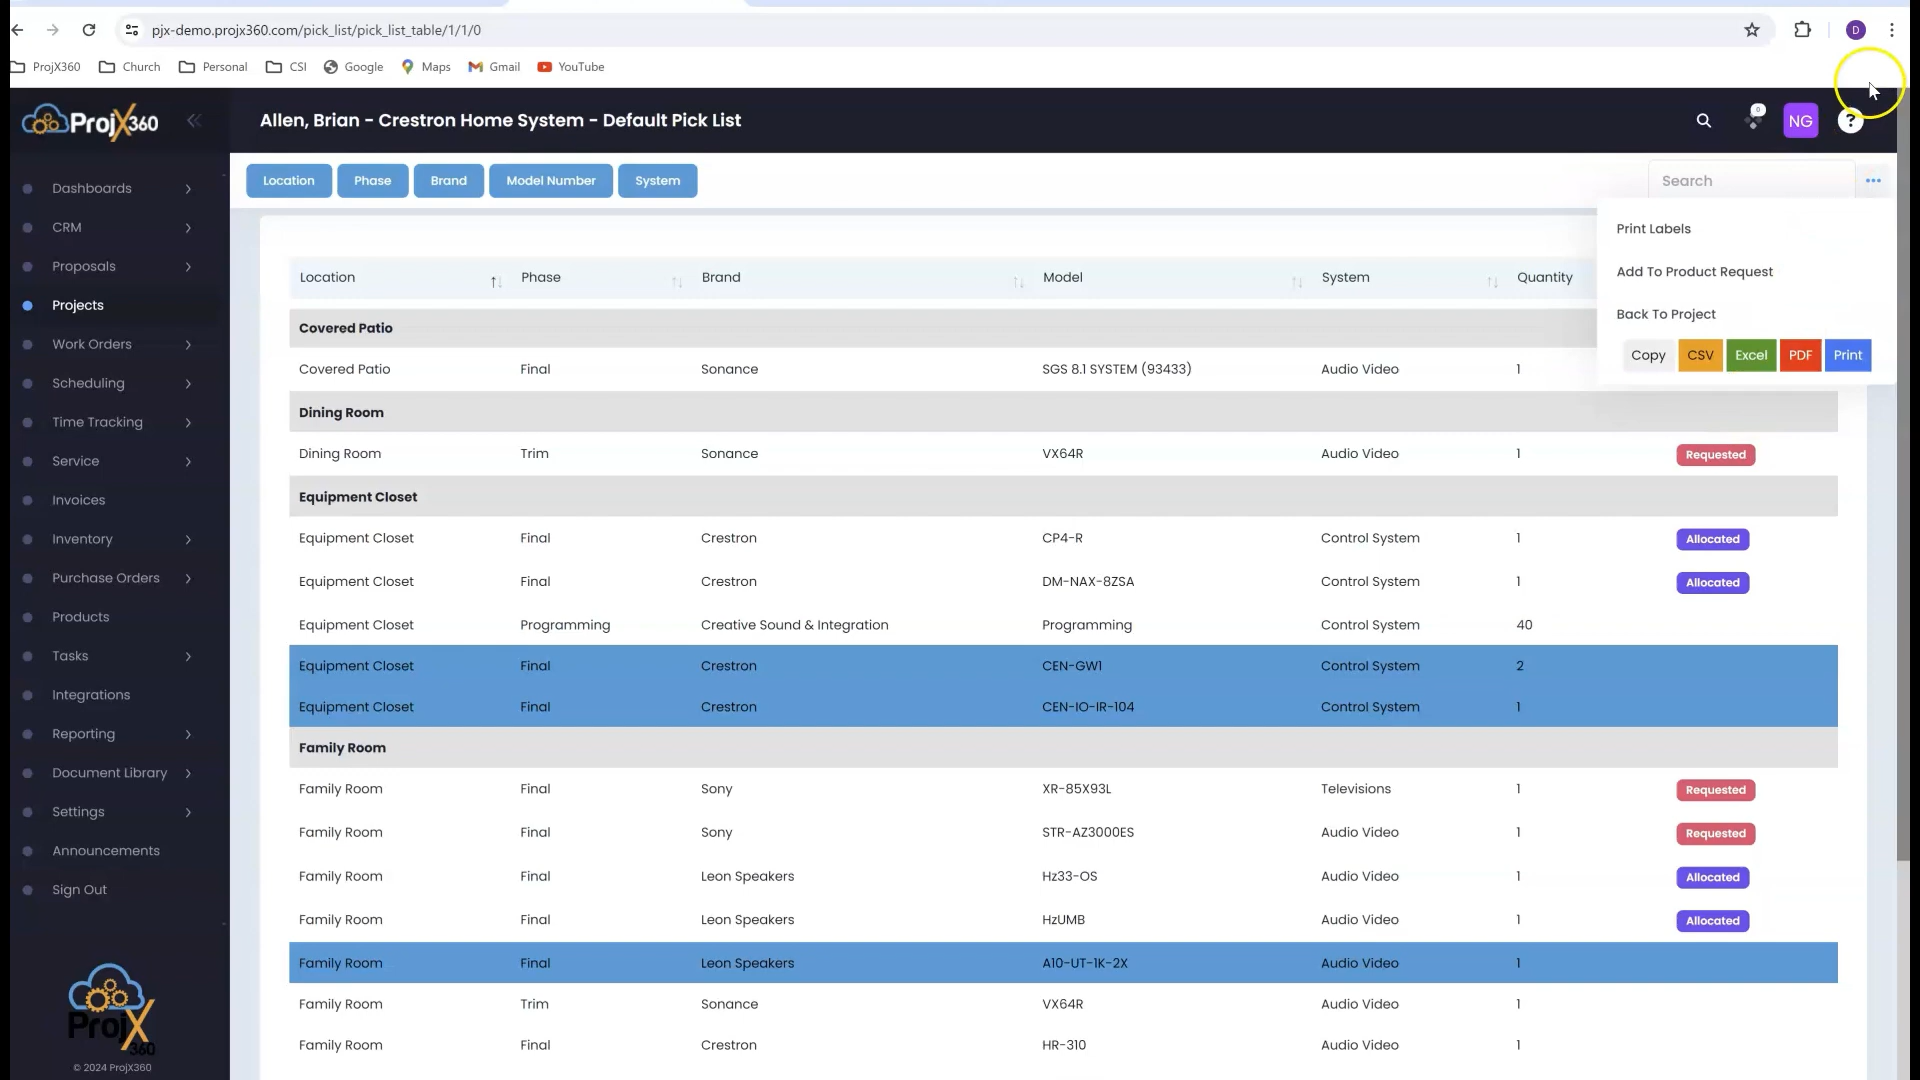 pjx-demo.projx360.com/pick_list/pick_list_table/1/1/0
D
ProjX360 Church Personal CSI Google Maps Gmail YouTube
ProjX360
Allen, Brian - Crestron Home System - Default Pick List
0
NG
?
Dashboards
CRM
Proposals
Projects
Work Orders
Scheduling
Time Tracking
Service
Invoices
Inventory
Purchase Orders
Products
Tasks
Integrations
Reporting
Document Library
Settings
Announcements
Sign Out
ProjX
360
© 2024 ProjX360
Location Phase Brand Model Number System
Search
Print Labels
Add To Product Request
Back To Project
Copy CSV Excel PDF Print
Location Phase Brand Model System Quantity
Covered Patio
Covered Patio Final Sonance SGS 8.1 SYSTEM (93433) Audio Video 1
Dining Room
Dining Room Trim Sonance VX64R Audio Video 1 Requested
Equipment Closet
Equipment Closet Final Crestron CP4-R Control System 1 Allocated
Equipment Closet Final Crestron DM-NAX-8ZSA Control System 1 Allocated
Equipment Closet Programming Creative Sound & Integration Programming Control System 40
Equipment Closet Final Crestron CEN-GW1 Control System 2
Equipment Closet Final Crestron CEN-IO-IR-104 Control System 1
Family Room
Family Room Final Sony XR-85X93L Televisions 1 Requested
Family Room Final Sony STR-AZ3000ES Audio Video 1 Requested
Family Room Final Leon Speakers Hz33-OS Audio Video 1 Allocated
Family Room Final Leon Speakers HzUMB Audio Video 1 Allocated
Family Room Final Leon Speakers A10-UT-1K-2X Audio Video 1
Family Room Trim Sonance VX64R Audio Video 1
Family Room Final Crestron HR-310 Audio Video 1